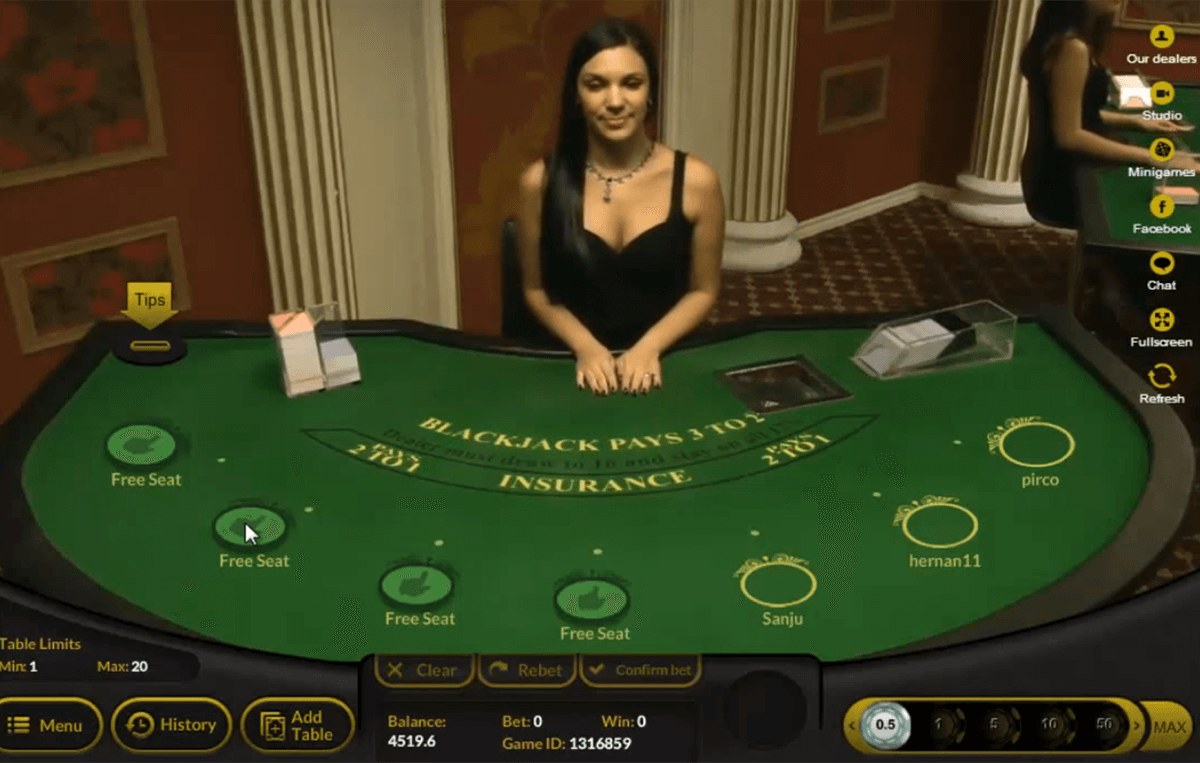 Our dealers
Studio
Minigames
Facebook
Chat
Fullscreen
Refresh
Tips
BLACKJACK PAYS 3 TO 2
Dealer must draw to 16 and stay on all
PAYS
2 TO 1
PAYS
2 TO 1
INSURANCE
Free Seat
Free Seat
Free Seat
Free Seat
Sanju
hernan11
pirco
Table Limits
Min: 1 Max: 20
Clear Rebet Confirm bet
Menu History Add Table
Balance: 4519.6
Bet: 0 Win: 0
Game ID: 1316859
0.5 1 5 10 50 MAX